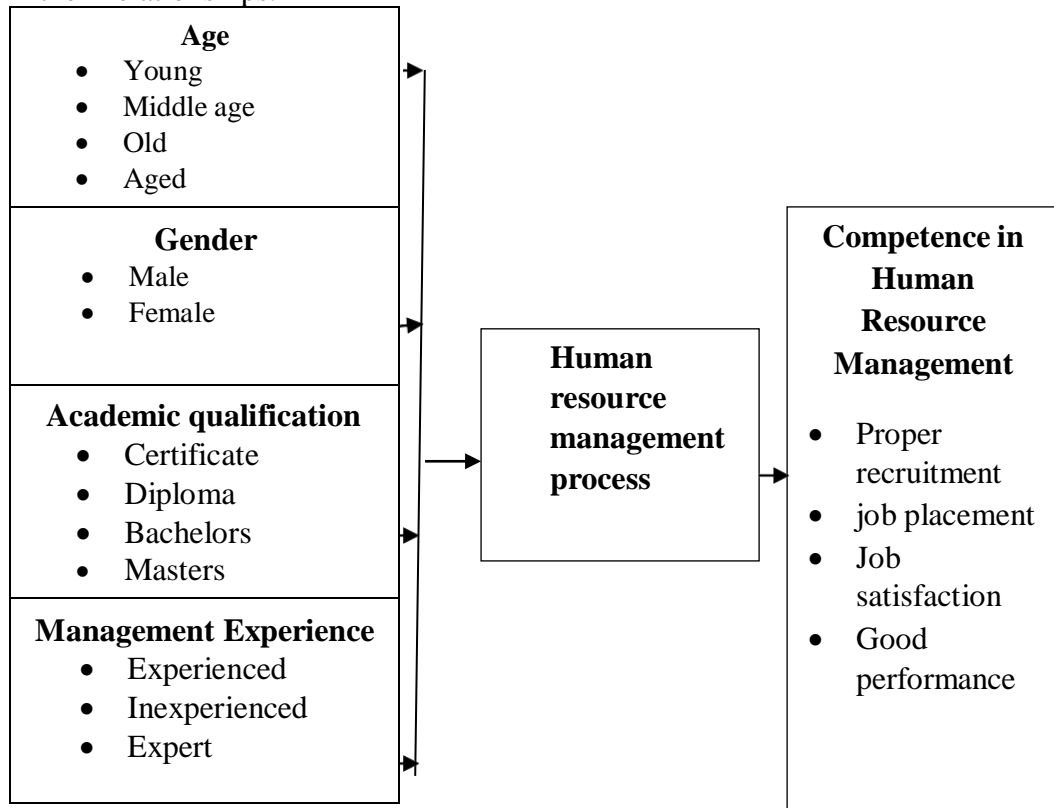 Age
• Young
• Middle age
• Old
• Aged
Gender
• Male
• Female
Academic qualification
• Certificate
• Diploma
• Bachelors
• Masters
Management Experience
• Experienced
• Inexperienced
• Expert
Human
resource
management
process
Competence in
Human
Resource
Management
• Proper
recruitment
• job placement
• Job
satisfaction
• Good
performance